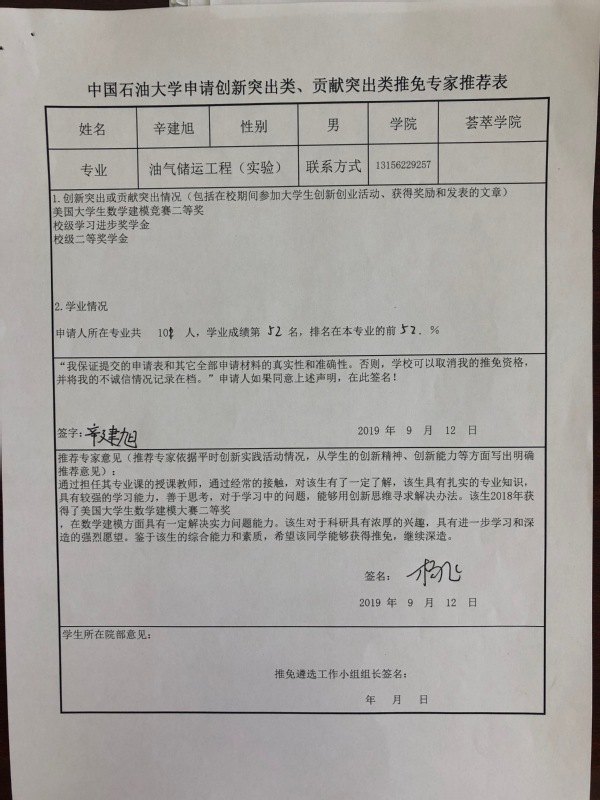 中国石油大学申请创新突出类、贡献突出类推免专家推荐表
姓名 辛建旭 性别 男 学院 荟萃学院
专业 油气储运工程（实验） 联系方式 13156229257
1.创新突出或贡献突出情况（包括在校期间参加大学生创新创业活动、获得奖励和发表的文章）
美国大学生数学建模竞赛二等奖
校级学习进步奖学金
校级二等奖学金
2.学业情况
申请人所在专业共 人，学业成绩第 52 名，排名在本专业的前 52. %
“我保证提交的申请表和其它全部申请材料的真实性和准确性。否则，学校可以取消我的推免资格，
并将我的不诚信情况记录在档。”申请人如果同意上述声明，在此签名！
签字：辛建旭 2019 年 9 月 12 日
推荐专家意见（推荐专家依据平时创新实践活动情况，从学生的创新精神、创新能力等方面写出明确
推荐意见）：
通过担任其专业课的授课教师，通过经常的接触，对该生有了一定了解，该生具有扎实的专业知识，
具有较强的学习能力，善于思考，对于学习中的问题，能够用创新思维寻求解决办法。该生2018年获
得了美国大学生数学建模大赛二等奖
，在数学建模方面具有一定解决实力问题能力。该生对于科研具有浓厚的兴趣，具有进一步学习和深
造的强烈愿望。鉴于该生的综合能力和素质，希望该同学能够获得推免，继续深造。
签名：
2019 年 9 月 12 日
学生所在院部意见：
推免遴选工作小组组长签名：
年 月 日